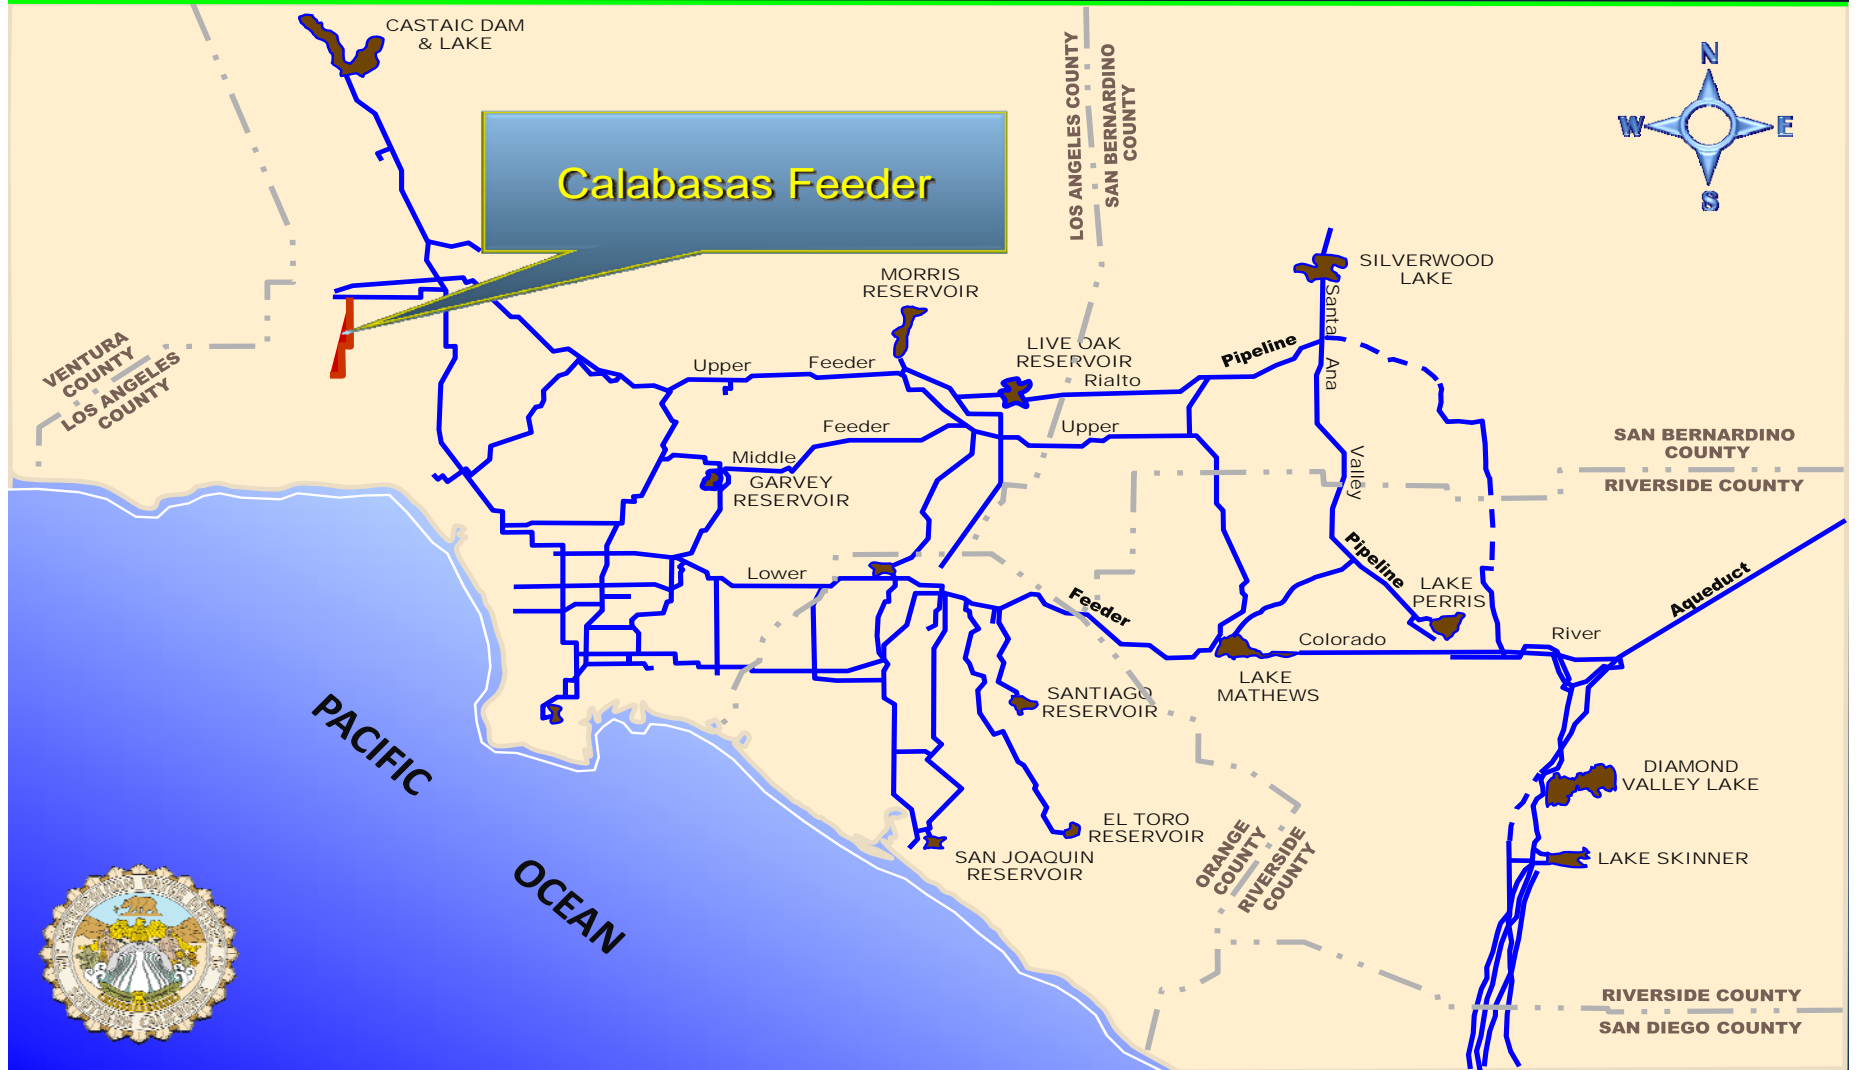 CASTAIC DAM
& LAKE
LOS ANGELES COUNTY
SAN BERNARDINO
COUNTY
N
W
E
S
Calabasas Feeder
MORRIS
RESERVOIR
SILVERWOOD
LAKE
Santa
Ana
Valley
Pipeline
LIVE OAK
RESERVOIR
Rialto
Pipeline
Upper
Feeder
VENTURA
COUNTY
LOS ANGELES
COUNTY
Feeder
Upper
Middle
GARVEY
RESERVOIR
SAN BERNARDINO
COUNTY
RIVERSIDE COUNTY
Lower
Feeder
LAKE
PERRIS
Colorado
River
Aqueduct
LAKE
MATHEWS
SANTIAGO
RESERVOIR
PACIFIC
OCEAN
DIAMOND
VALLEY LAKE
EL TORO
RESERVOIR
SAN JOAQUIN
RESERVOIR
ORANGE
COUNTY
RIVERSIDE
COUNTY
LAKE SKINNER
RIVERSIDE COUNTY
SAN DIEGO COUNTY